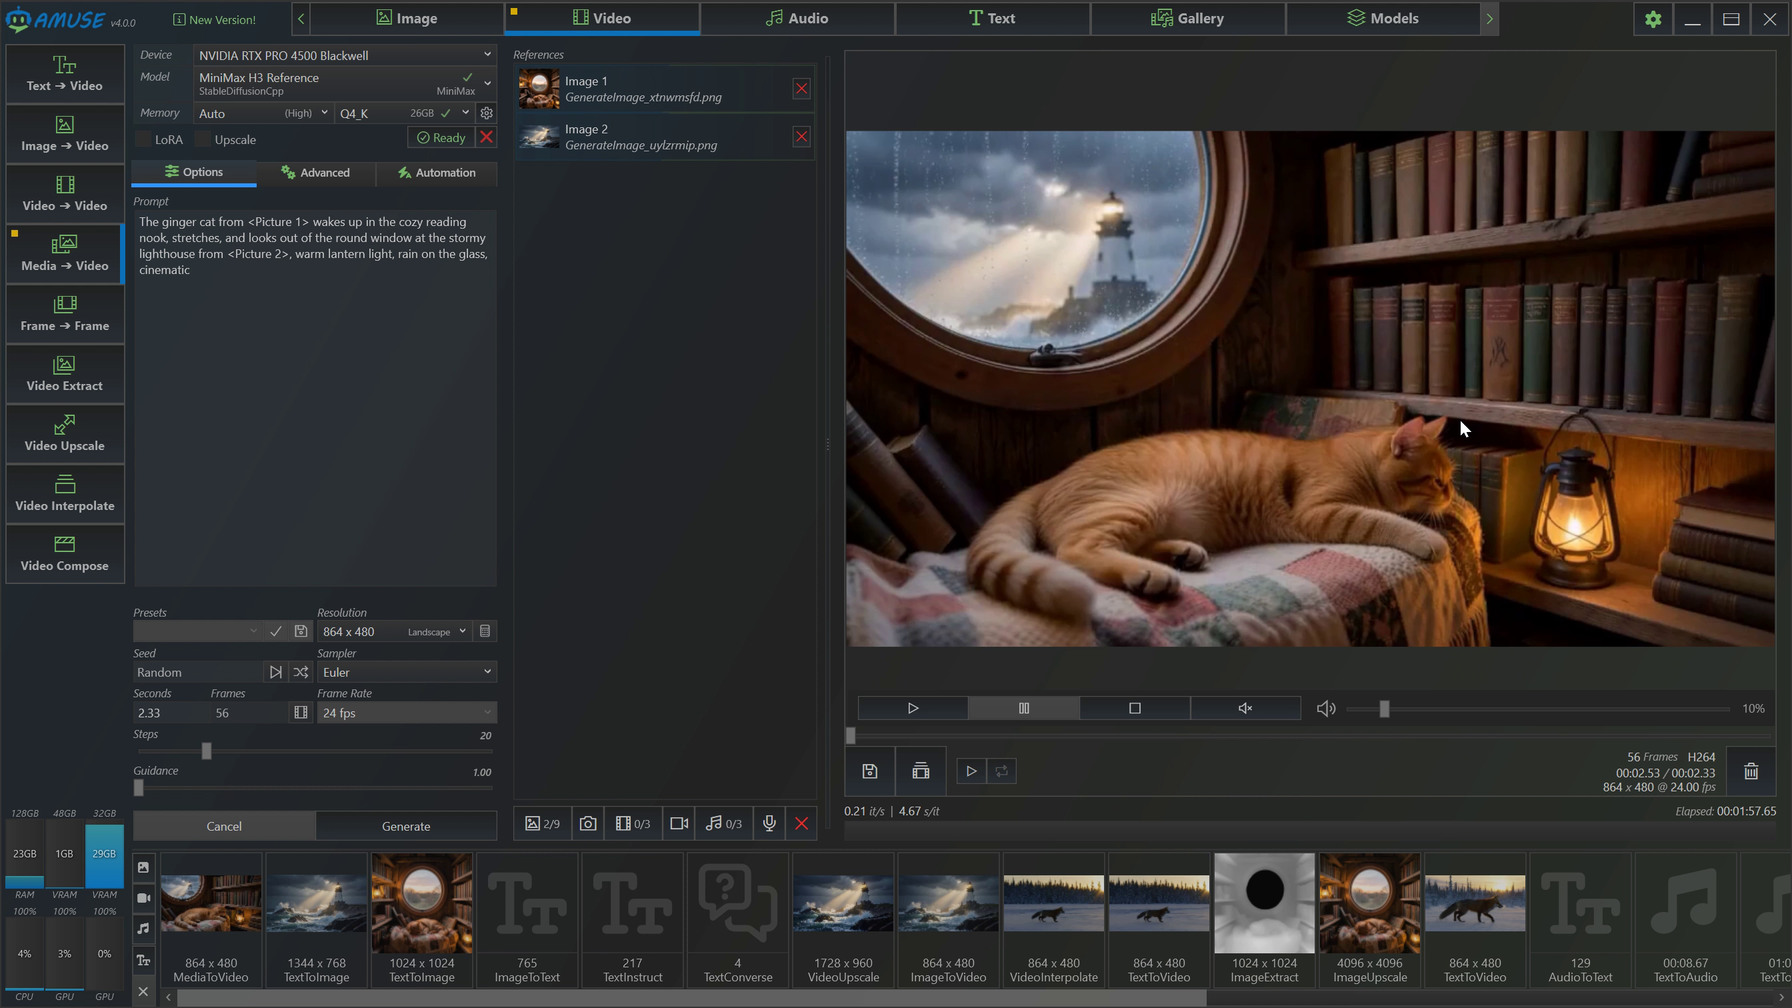 AMUSE v4.0.0
New Version!
Image
Video
Audio
Text
Gallery
Models
Text → Video
Image → Video
Video → Video
Media → Video
Frame → Frame
Video Extract
Video Upscale
Video Interpolate
Video Compose
Device
NVIDIA RTX PRO 4500 Blackwell
Model
MiniMax H3 Reference
StableDiffusionCpp
MiniMax
Memory
Auto
(High)
Q4_K
26GB
LoRA
Upscale
Ready
Options
Advanced
Automation
Prompt
The ginger cat from <Picture 1> wakes up in the cozy reading
nook, stretches, and looks out of the round window at the stormy
lighthouse from <Picture 2>, warm lantern light, rain on the glass,
cinematic
Presets
Resolution
864 x 480
Landscape
Seed
Sampler
Random
Euler
Seconds
Frames
Frame Rate
2.33
56
24 fps
Steps
20
Guidance
1.00
Cancel
Generate
References
Image 1
GenerateImage_xtnwmsfd.png
Image 2
GenerateImage_uylzrmip.png
2/9
0/3
0/3
10%
56 Frames H264
00:02.53 / 00:02.33
864 x 480 @ 24.00 fps
0.21 it/s | 4.67 s/it
Elapsed: 00:01:57.65
128GB
48GB
32GB
23GB
1GB
29GB
RAM
VRAM
VRAM
100%
100%
100%
4%
3%
0%
CPU
GPU
GPU
864 x 480
MediaToVideo
1344 x 768
TextToImage
1024 x 1024
TextToImage
765
ImageToText
217
TextInstruct
4
TextConverse
1728 x 960
VideoUpscale
864 x 480
ImageToVideo
864 x 480
VideoInterpolate
864 x 480
TextToVideo
1024 x 1024
ImageExtract
4096 x 4096
ImageUpscale
864 x 480
TextToVideo
129
AudioToText
00:08.67
TextToAudio
01:0
TextTo